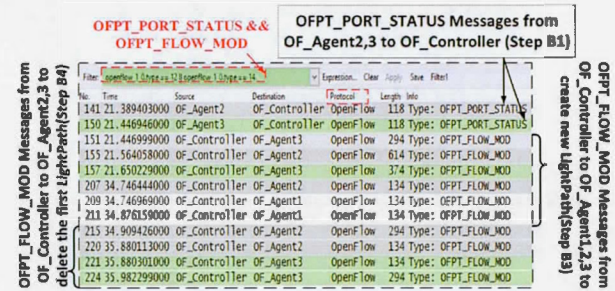 OFPT_PORT_STATUS &&
OFPT_FLOW_MOD
OFPT_PORT_STATUS Messages from
OF_Agent2,3 to OF_Controller (Step B1)
OFPT_FLOW_MOD Messages from
OF_Controller to OF_Agent2,3 to
delete the first LightPath(Step B4)
Filter: openflow_1_0.type == 12 || openflow_1_0.type == 14 Expression... Clear Apply Save Filter1
No. Time Source Destination Protocol Length Info
141 21.389403000 OF_Agent2 OF_Controller OpenFlow 118 Type: OFPT_PORT_STATUS
150 21.446946000 OF_Agent3 OF_Controller OpenFlow 118 Type: OFPT_PORT_STATUS
151 21.446999000 OF_Controller OF_Agent3 OpenFlow 294 Type: OFPT_FLOW_MOD
155 21.564058000 OF_Controller OF_Agent2 OpenFlow 614 Type: OFPT_FLOW_MOD
157 21.650229000 OF_Controller OF_Agent3 OpenFlow 374 Type: OFPT_FLOW_MOD
207 34.746444000 OF_Controller OF_Agent2 OpenFlow 134 Type: OFPT_FLOW_MOD
209 34.746969000 OF_Controller OF_Agent1 OpenFlow 134 Type: OFPT_FLOW_MOD
211 34.876159000 OF_Controller OF_Agent1 OpenFlow 134 Type: OFPT_FLOW_MOD
215 34.909426000 OF_Controller OF_Agent2 OpenFlow 294 Type: OFPT_FLOW_MOD
220 35.880113000 OF_Controller OF_Agent2 OpenFlow 134 Type: OFPT_FLOW_MOD
221 35.880301000 OF_Controller OF_Agent3 OpenFlow 134 Type: OFPT_FLOW_MOD
224 35.982299000 OF_Controller OF_Agent3 OpenFlow 294 Type: OFPT_FLOW_MOD
OFPT_FLOW_MOD Messages from
OF_Controller to OF_Agent1,2,3 to
create new LightPath(Step B3)